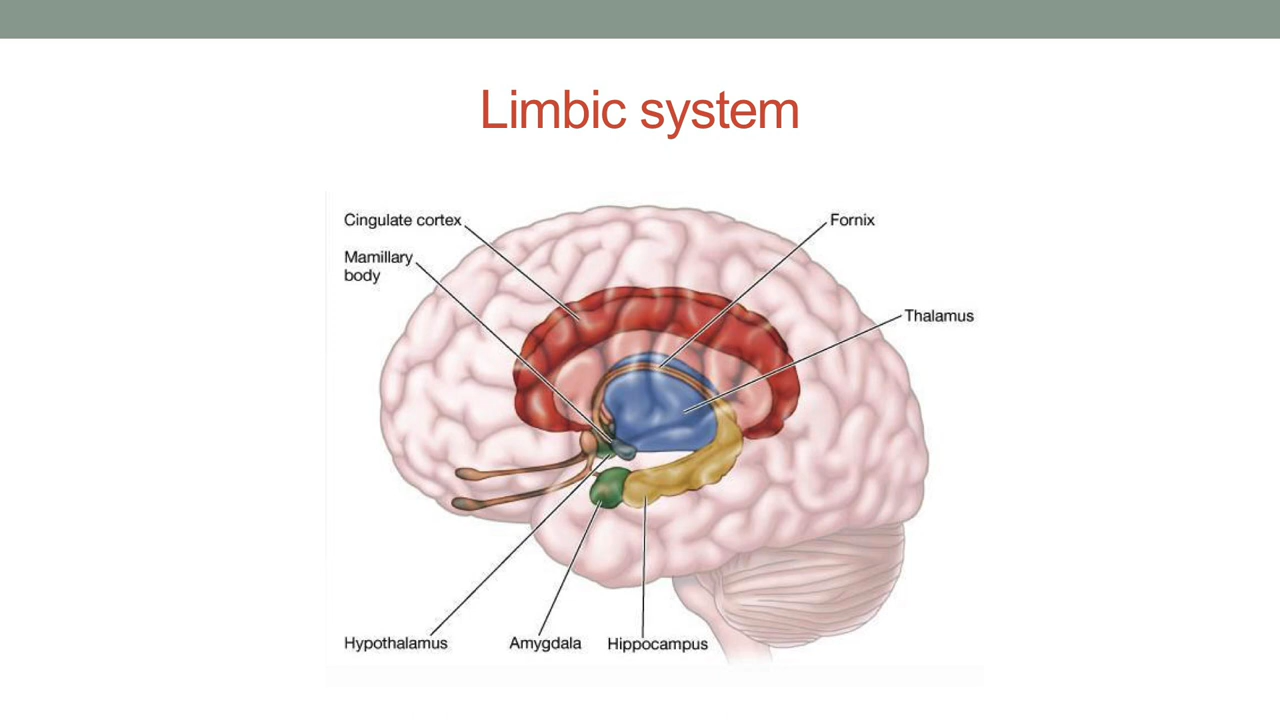 Limbic system
Cingulate cortex
Fornix
Mamillary
body
Thalamus
Hypothalamus
Amygdala
Hippocampus